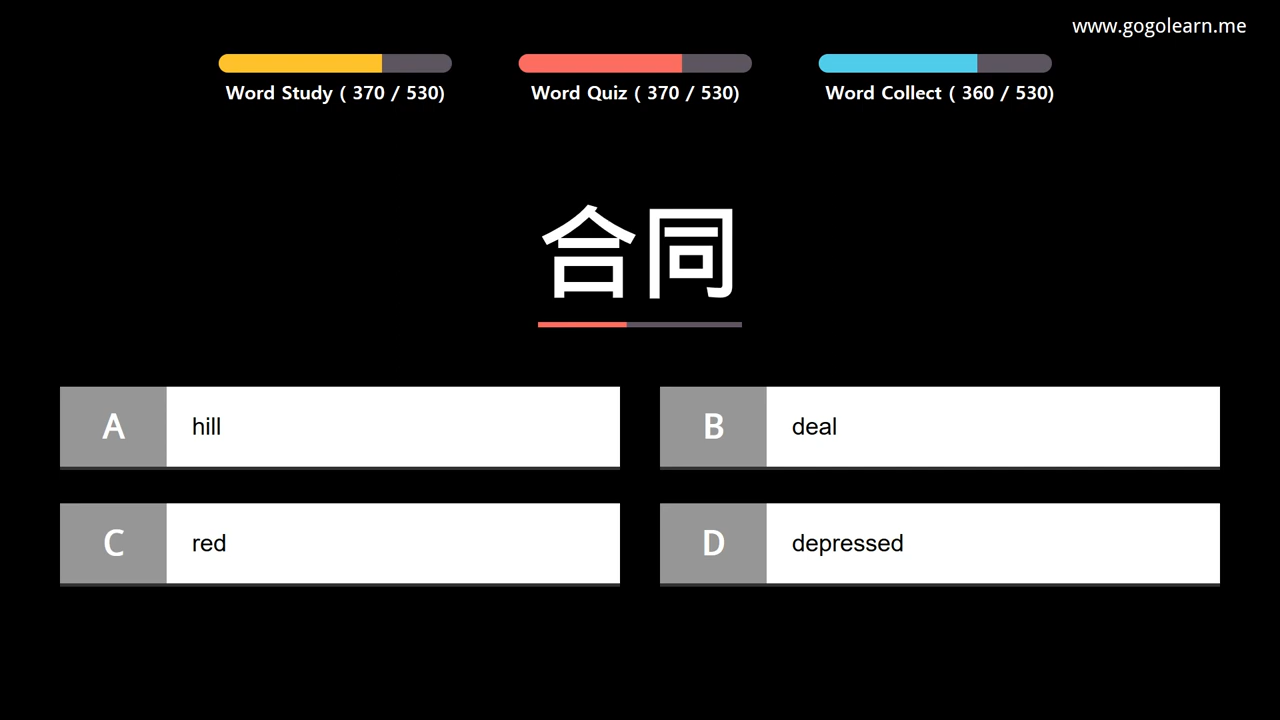 www.gogolearn.me
Word Study ( 370 / 530)
Word Quiz ( 370 / 530)
Word Collect ( 360 / 530)
合同
A hill
B deal
C red
D depressed